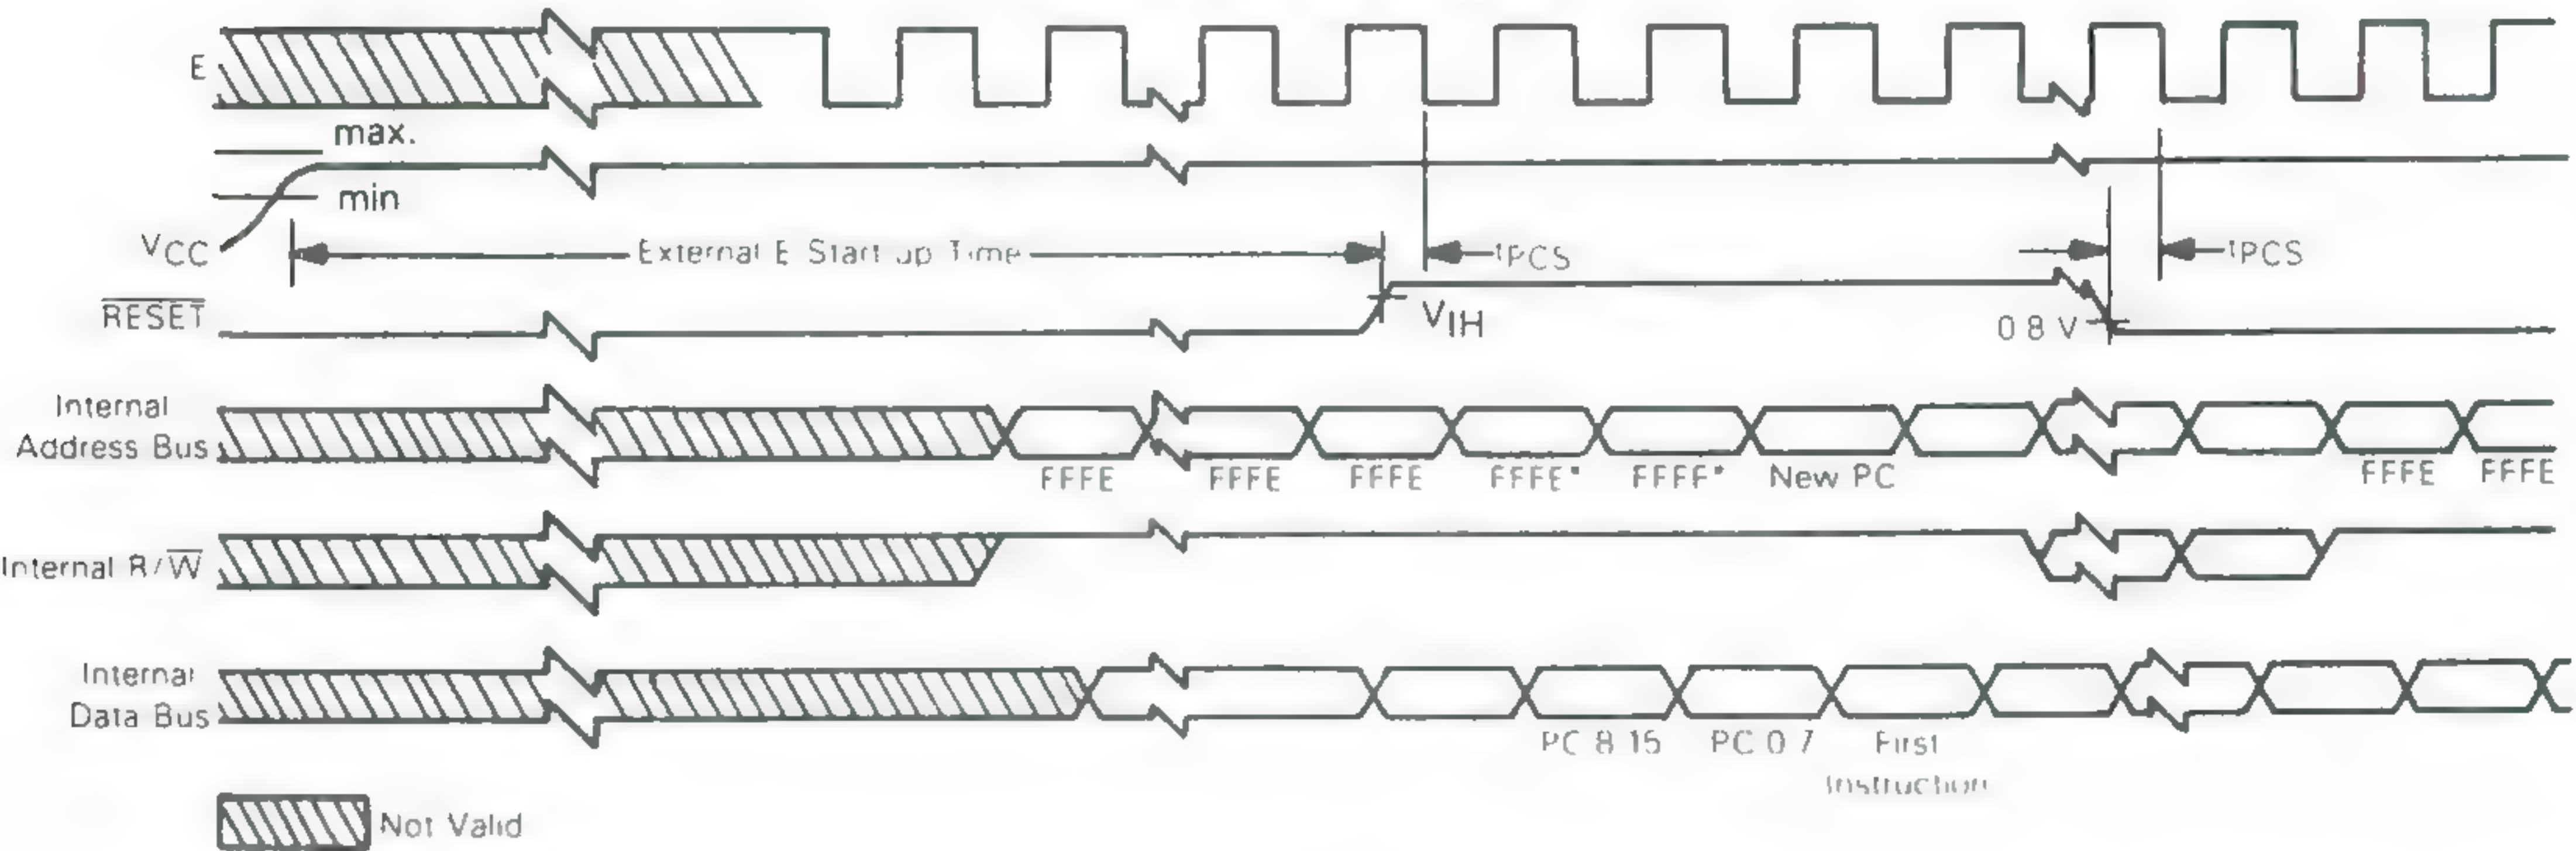 E
max.
min
VCC
External E Start up Time
tPCS
tPCS
RESET
VIH
0 8 V
Internal
Address Bus
FFFE
FFFE
FFFE
FFFE*
FFFF*
New PC
FFFE
FFFE
Internal R/W
Internal
Data Bus
PC 8 15
PC 0 7
First
Instruction
Not Valid